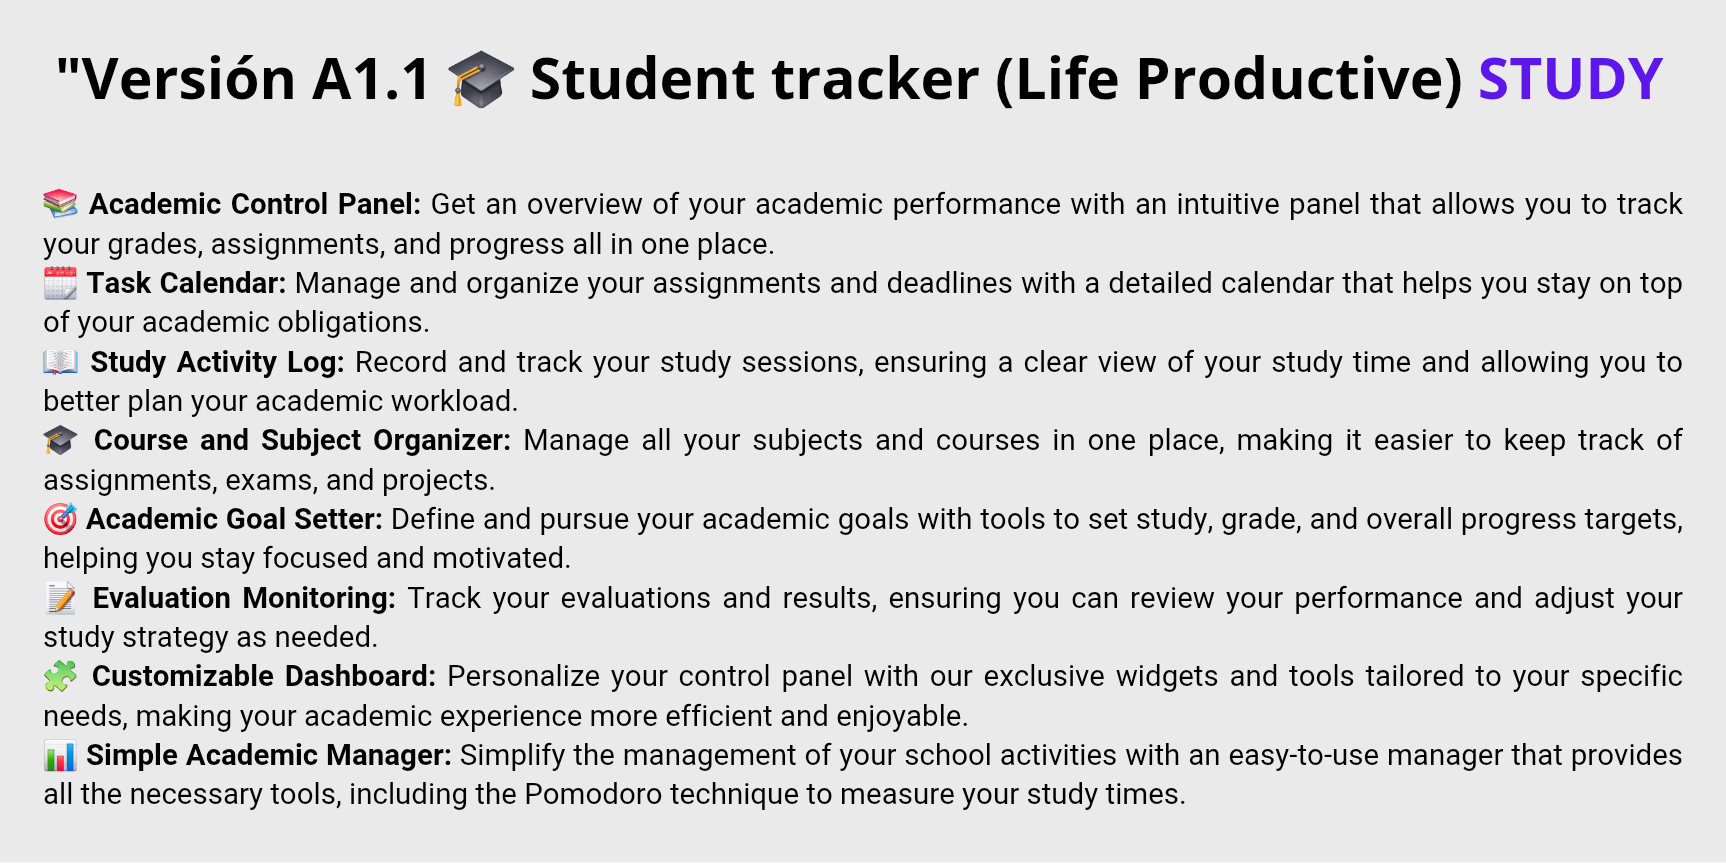 "Versión A1.1 🎓 Student tracker (Life Productive) STUDY
📚 Academic Control Panel: Get an overview of your academic performance with an intuitive panel that allows you to track
your grades, assignments, and progress all in one place.
🗓️ Task Calendar: Manage and organize your assignments and deadlines with a detailed calendar that helps you stay on top
of your academic obligations.
📖 Study Activity Log: Record and track your study sessions, ensuring a clear view of your study time and allowing you to
better plan your academic workload.
🎓 Course and Subject Organizer: Manage all your subjects and courses in one place, making it easier to keep track of
assignments, exams, and projects.
🎯 Academic Goal Setter: Define and pursue your academic goals with tools to set study, grade, and overall progress targets,
helping you stay focused and motivated.
📝 Evaluation Monitoring: Track your evaluations and results, ensuring you can review your performance and adjust your
study strategy as needed.
🧩 Customizable Dashboard: Personalize your control panel with our exclusive widgets and tools tailored to your specific
needs, making your academic experience more efficient and enjoyable.
📊 Simple Academic Manager: Simplify the management of your school activities with an easy-to-use manager that provides
all the necessary tools, including the Pomodoro technique to measure your study times.